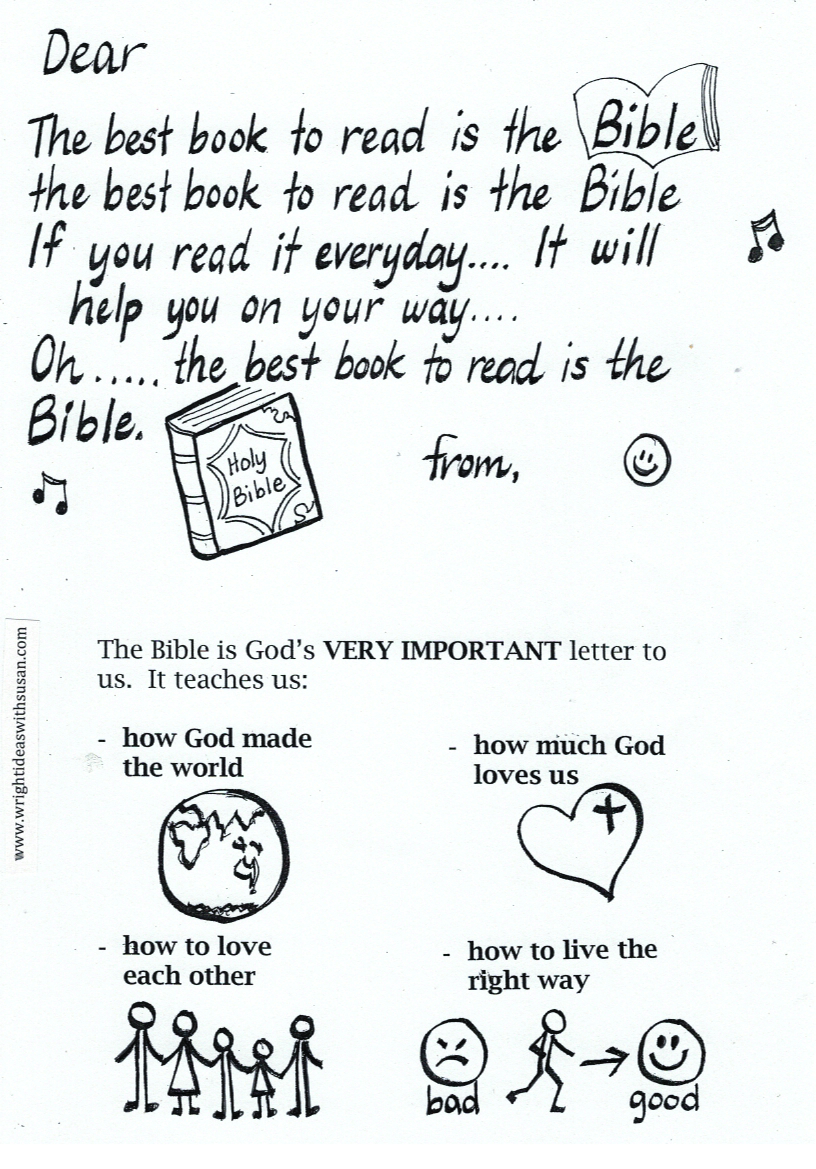 Dear
The best book to read is the Bible
the best book to read is the Bible
If you read it everyday.... It will
help you on your way....
Oh..... the best book to read is the
Bible.
Holy
Bible
from,
www.wrightideaswithsusan.com
The Bible is God's VERY IMPORTANT letter to
us. It teaches us:
- how God made
the world
- how much God
loves us
- how to love
each other
- how to live the
right way
bad
good